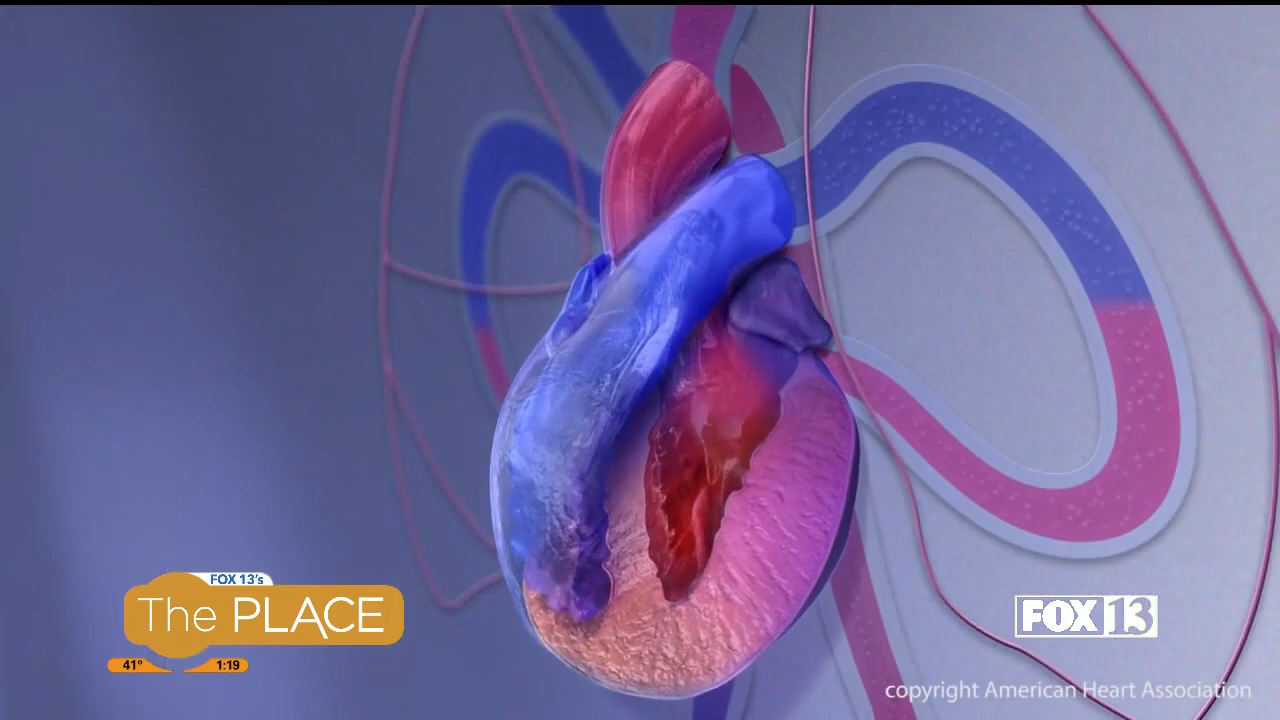 FOX 13's
The PLACE
41° 1:19
FOX 13
copyright American Heart Association